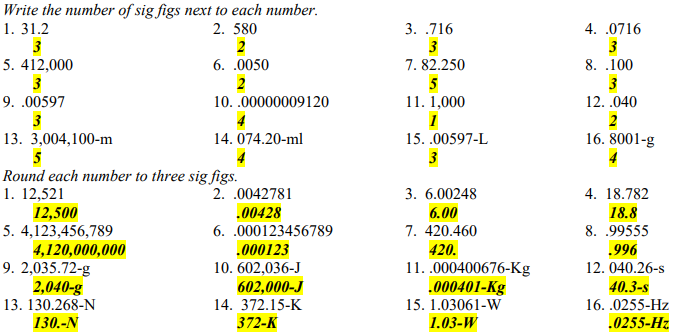 Write the number of sig figs next to each number.
1. 31.2 2. 580 3. .716 4. .0716
3 2 3 3
5. 412,000 6. .0050 7. 82.250 8. .100
3 2 5 3
9. .00597 10. .00000009120 11. 1,000 12. .040
3 4 1 2
13. 3,004,100-m 14. 074.20-ml 15. .00597-L 16. 8001-g
5 4 3 4
Round each number to three sig figs.
1. 12,521 2. .0042781 3. 6.00248 4. 18.782
12,500 .00428 6.00 18.8
5. 4,123,456,789 6. .000123456789 7. 420.460 8. .99555
4,120,000,000 .000123 420. .996
9. 2,035.72-g 10. 602,036-J 11. .000400676-Kg 12. 040.26-s
2,040-g 602,000-J .000401-Kg 40.3-s
13. 130.268-N 14. 372.15-K 15. 1.03061-W 16. .0255-Hz
130.-N 372-K 1.03-W .0255-Hz